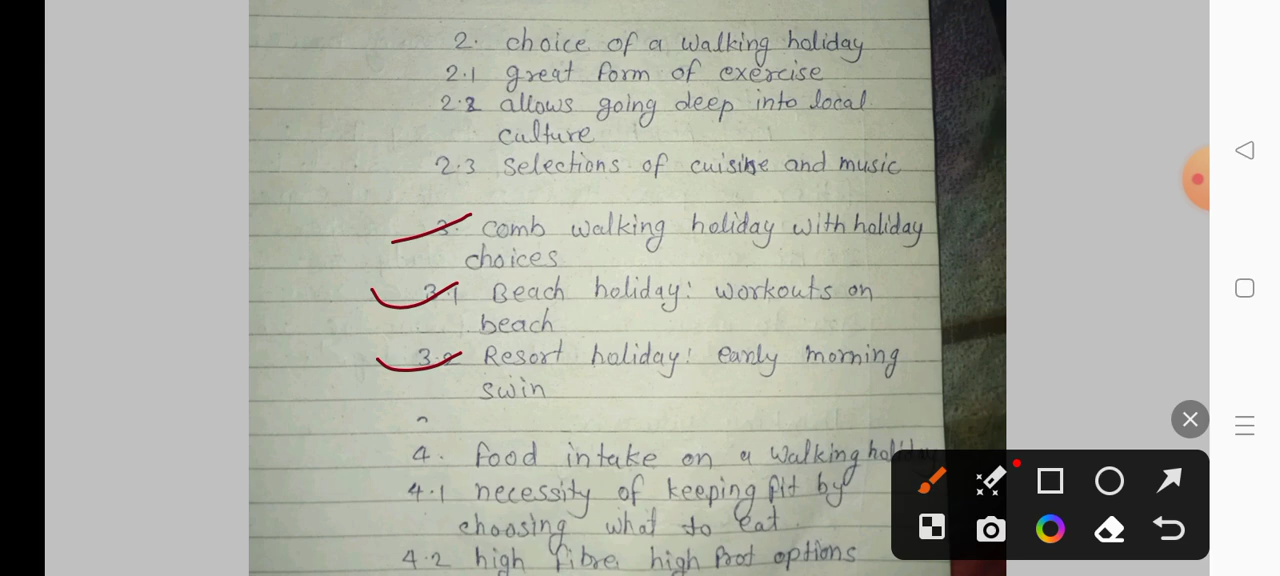 2. choice of a walking holiday
2.1 great form of exercise
2.2 allows going deep into local
culture
2.3 selections of cuisine and music
3. comb walking holiday with holiday
choices
3.1 Beach holiday: workouts on
beach
3.2 Resort holiday: early morning
swin
4. food intake on a walking holiday
4.1 necessity of keeping fit by
choosing what to eat
4.2 high fibre, high Prot options